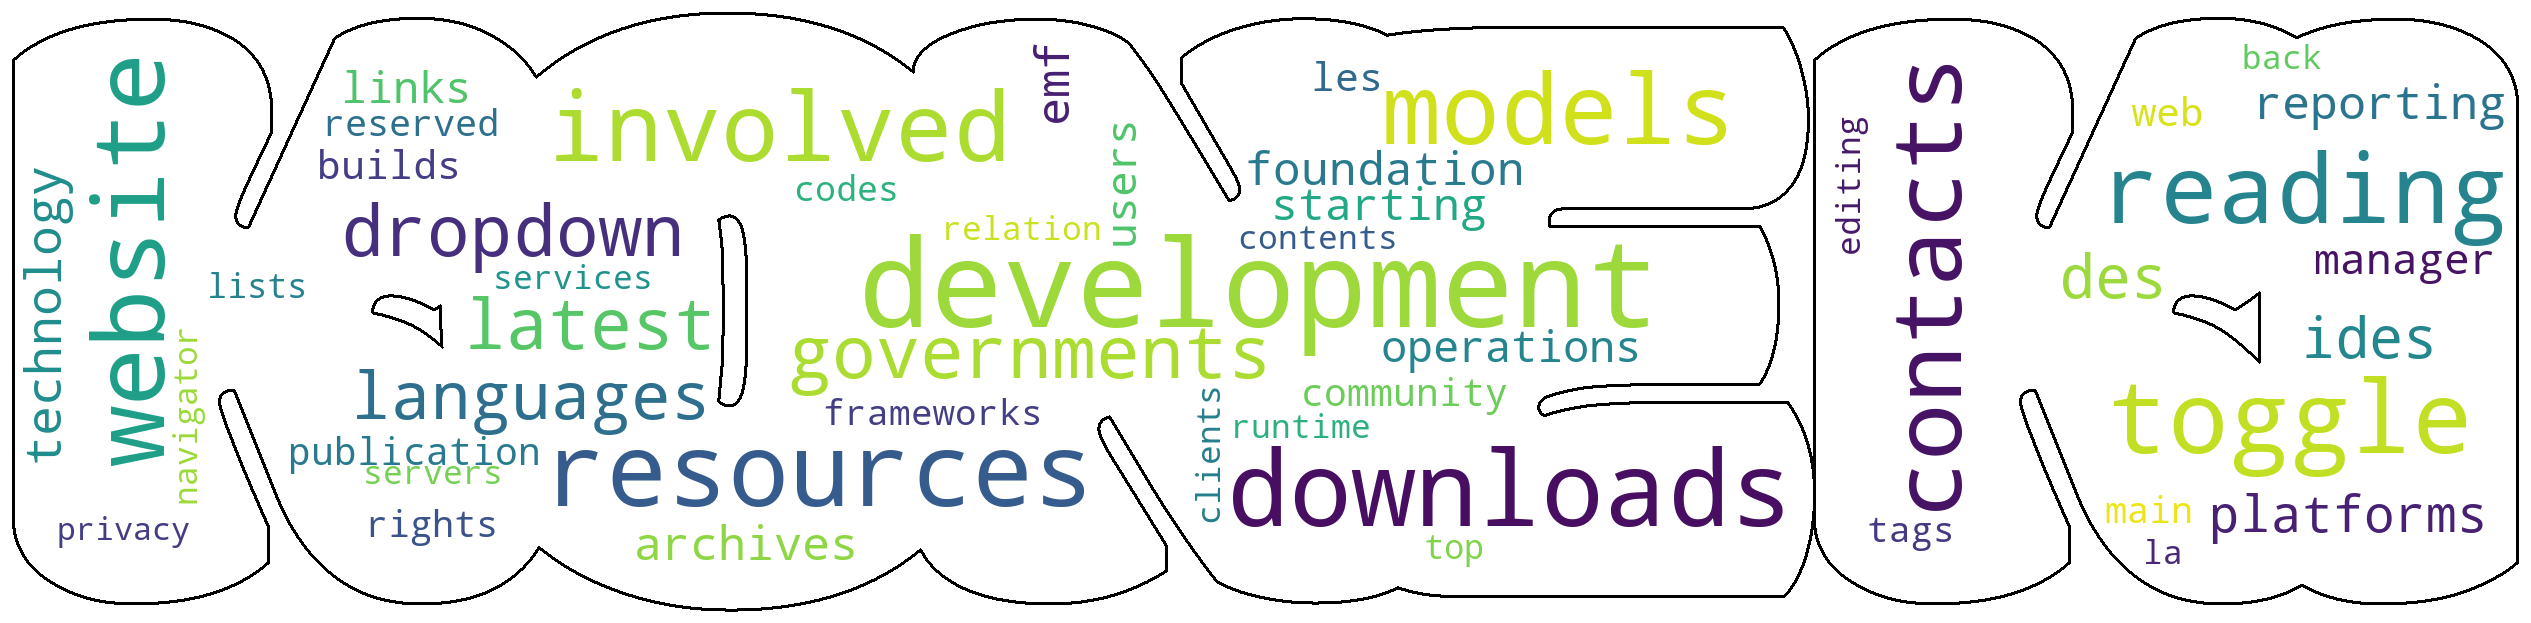 website
technology
navigator
lists
privacy
links
reserved
builds
dropdown
services
latest
languages
publication
servers
rights
involved
codes
emf
users
relation
development
governments
frameworks
resources
archives
les
models
foundation
starting
contents
operations
community
clients
runtime
downloads
top
editing
contacts
tags
back
web
reporting
reading
manager
des
ides
toggle
main
platforms
la